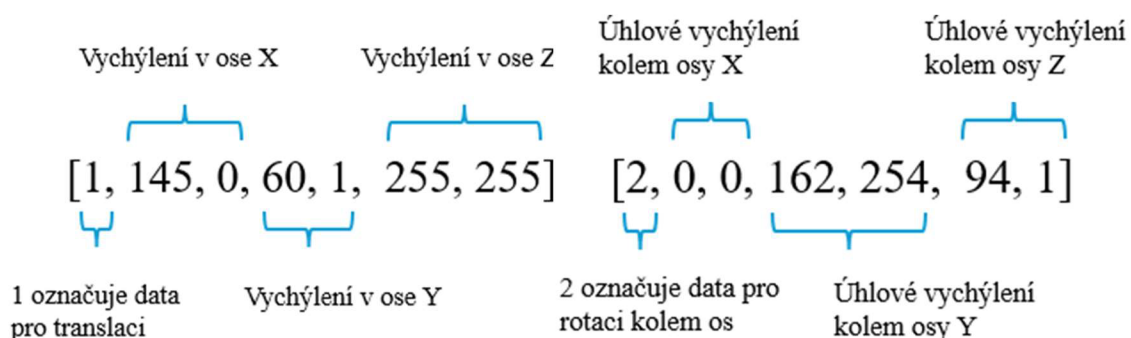 Vychýlení v ose X
Vychýlení v ose Z
Úhlové vychýlení
kolem osy X
Úhlové vychýlení
kolem osy Z
[1, 145, 0, 60, 1, 255, 255]
[2, 0, 0, 162, 254, 94, 1]
1 označuje data
pro translaci
Vychýlení v ose Y
2 označuje data pro
rotaci kolem os
Úhlové vychýlení
kolem osy Y